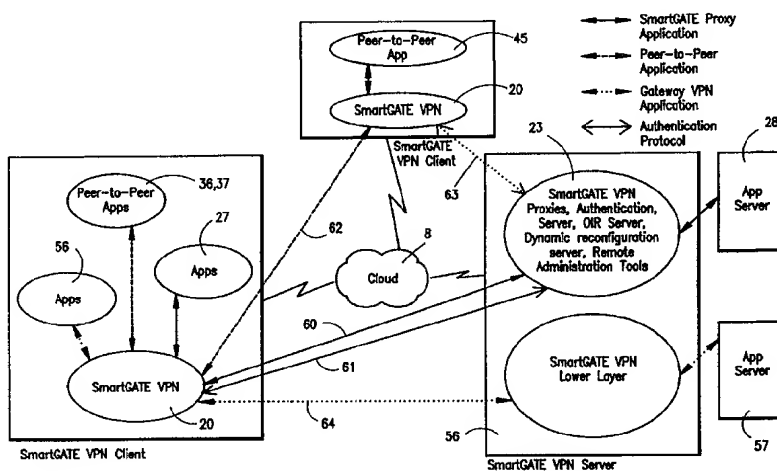 Peer-to-Peer
App
45
SmartGATE VPN
20
SmartGATE
VPN Client
63
SmartGATE Proxy
Application
Peer-to-Peer
Application
Gateway VPN
Application
Authentication
Protocol
23
SmartGATE VPN
Proxies, Authentication,
Server, OIR Server,
Dynamic reconfiguration
server, Remote
Administration Tools
28
App
Server
Peer-to-Peer
Apps
36,37
27
56
Apps
Apps
62
8
Cloud
60
61
SmartGATE VPN
20
64
SmartGATE VPN Client
SmartGATE VPN
Lower Layer
56
SmartGATE VPN Server
App
Server
57